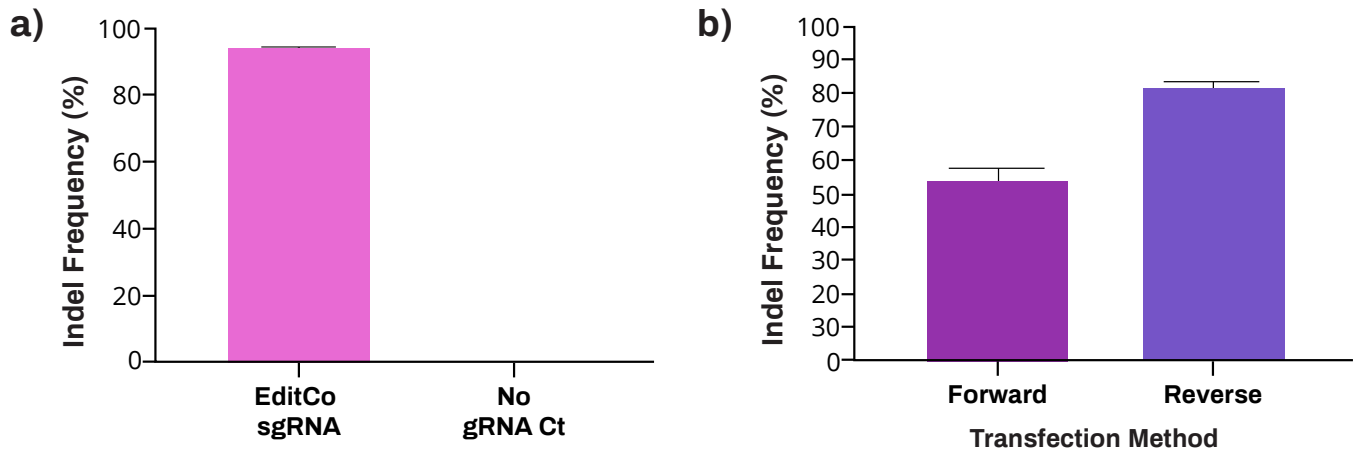 a)
Indel Frequency (%)
100
80
60
40
20
0
EditCo
sgRNA
No
gRNA Ct
b)
Indel Frequency (%)
100
90
80
70
60
50
40
30
20
30
0
Forward
Reverse
Transfection Method